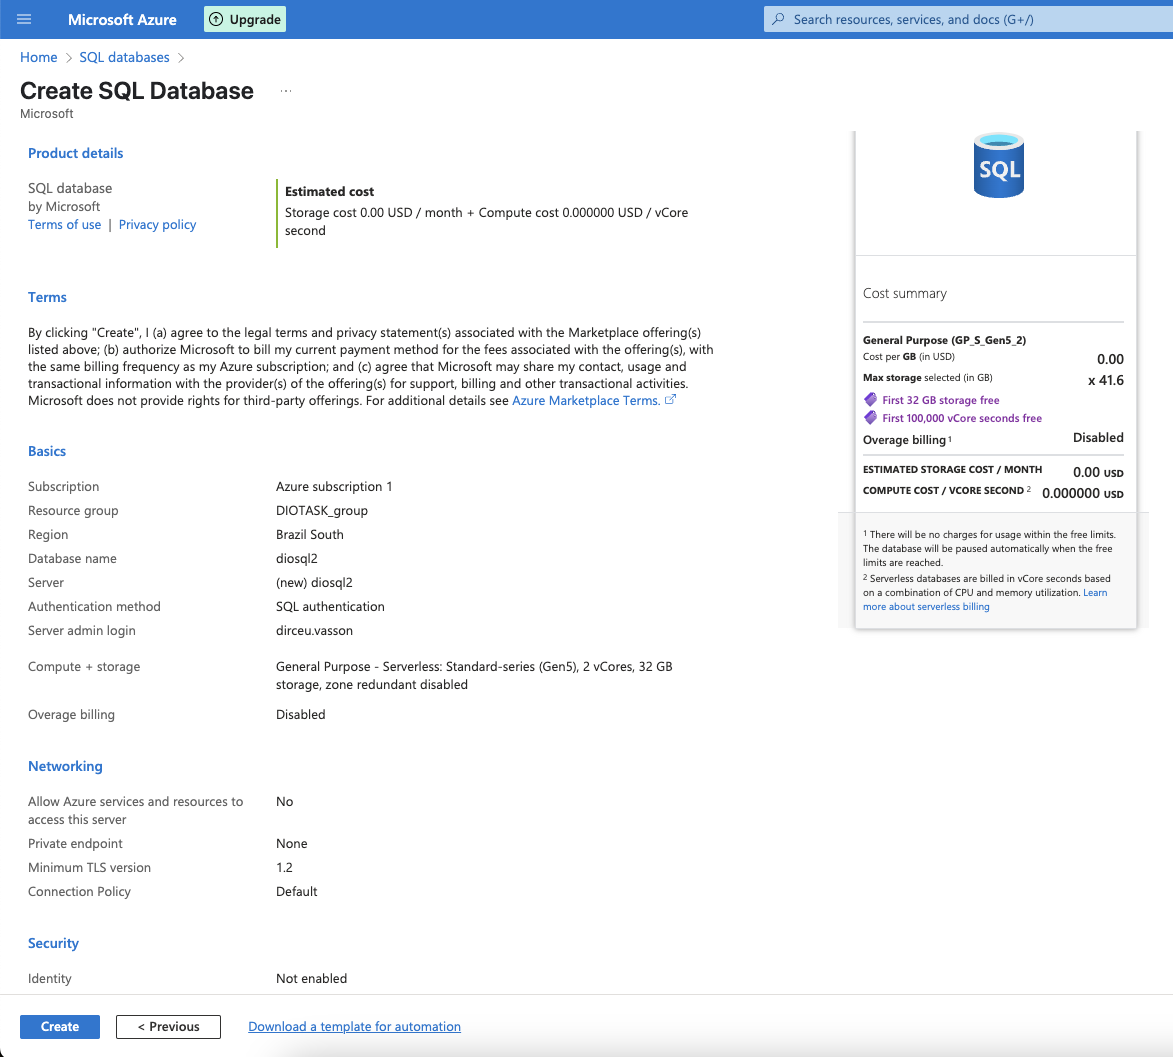 Microsoft Azure
Upgrade
Search resources, services, and docs (G+/)
Home > SQL databases >
Create SQL Database ...
Microsoft
Product details
SQL database
by Microsoft
Terms of use | Privacy policy
Estimated cost
Storage cost 0.00 USD / month + Compute cost 0.000000 USD / vCore
second
Terms
By clicking "Create", I (a) agree to the legal terms and privacy statement(s) associated with the Marketplace offering(s)
listed above; (b) authorize Microsoft to bill my current payment method for the fees associated with the offering(s), with
the same billing frequency as my Azure subscription; and (c) agree that Microsoft may share my contact, usage and
transactional information with the provider(s) of the offering(s) for support, billing and other transactional activities.
Microsoft does not provide rights for third-party offerings. For additional details see Azure Marketplace Terms.
Basics
Subscription Azure subscription 1
Resource group DIOTASK_group
Region Brazil South
Database name diosql2
Server (new) diosql2
Authentication method SQL authentication
Server admin login dirceu.vasson
Compute + storage General Purpose - Serverless: Standard-series (Gen5), 2 vCores, 32 GB
storage, zone redundant disabled
Overage billing Disabled
Networking
Allow Azure services and resources to No
access this server
Private endpoint None
Minimum TLS version 1.2
Connection Policy Default
Security
Identity Not enabled
SQL
Cost summary
General Purpose (GP_S_Gen5_2)
Cost per GB (in USD) 0.00
Max storage selected (in GB) x 41.6
First 32 GB storage free
First 100,000 vCore seconds free
Overage billing 1 Disabled
ESTIMATED STORAGE COST / MONTH 0.00 USD
COMPUTE COST / VCORE SECOND 2 0.000000 USD
1 There will be no charges for usage within the free limits.
The database will be paused automatically when the free
limits are reached.
2 Serverless databases are billed in vCore seconds based
on a combination of CPU and memory utilization. Learn
more about serverless billing
Create
< Previous
Download a template for automation